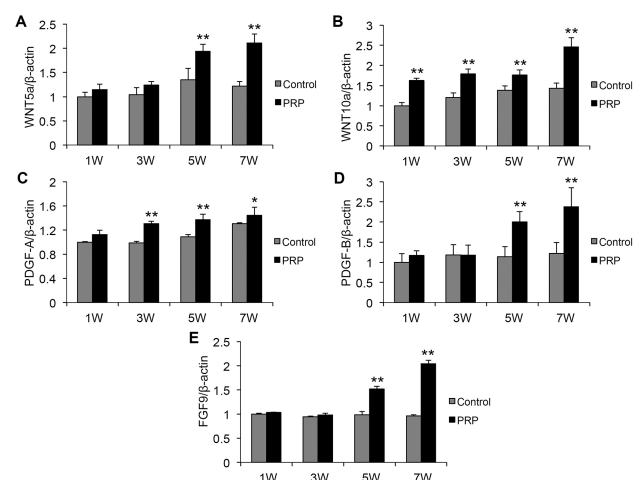 A
WNT5a/β-actin
2.5
2
1.5
1
0.5
0
** **
1W 3W 5W 7W
Control
PRP
B
WNT10a/β-actin
3
2.5
2
1.5
1
0.5
0
** ** ** **
1W 3W 5W 7W
Control
PRP
C
PDGF-A/β-actin
2
1.6
1.2
0.8
0.4
0
** ** *
1W 3W 5W 7W
Control
PRP
D
PDGF-B/β-actin
3
2.5
2
1.5
1
0.5
0
** **
1W 3W 5W 7W
Control
PRP
E
FGF9/β-actin
2.5
2
1.5
1
0.5
0
** **
1W 3W 5W 7W
Control
PRP